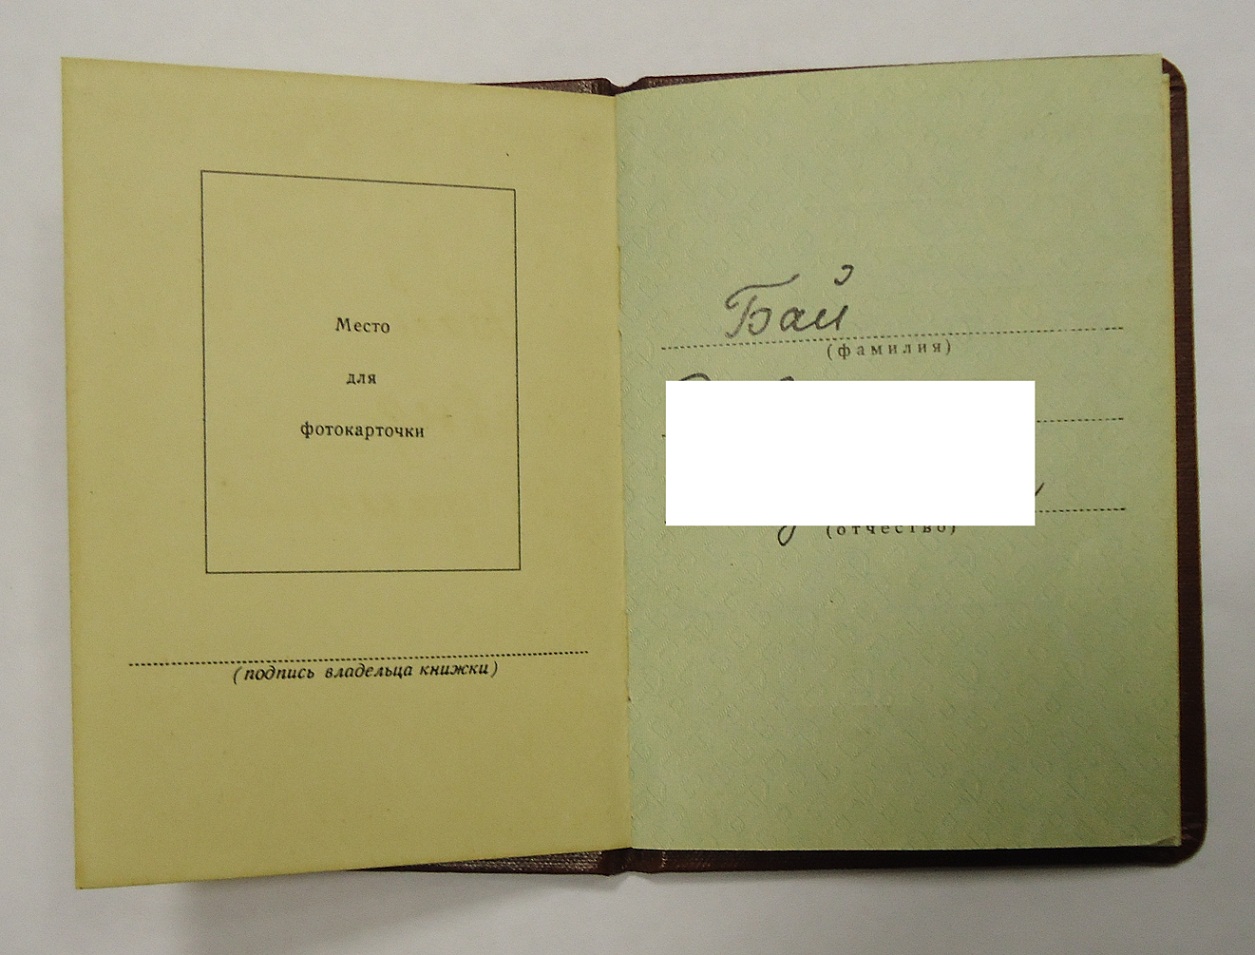 Место
для
фотокарточки
(подпись владельца книжки)
Бай
(фамилия)
(отчество)